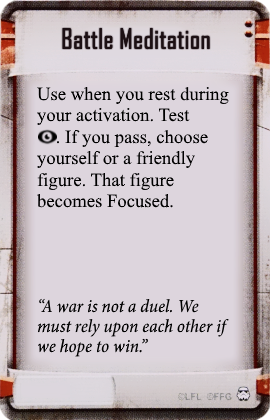 Battle Meditation
Use when you rest during
your activation. Test
. If you pass, choose
yourself or a friendly
figure. That figure
becomes Focused.
“A war is not a duel. We
must rely upon each other if
we hope to win.”
©LFL ©FFG